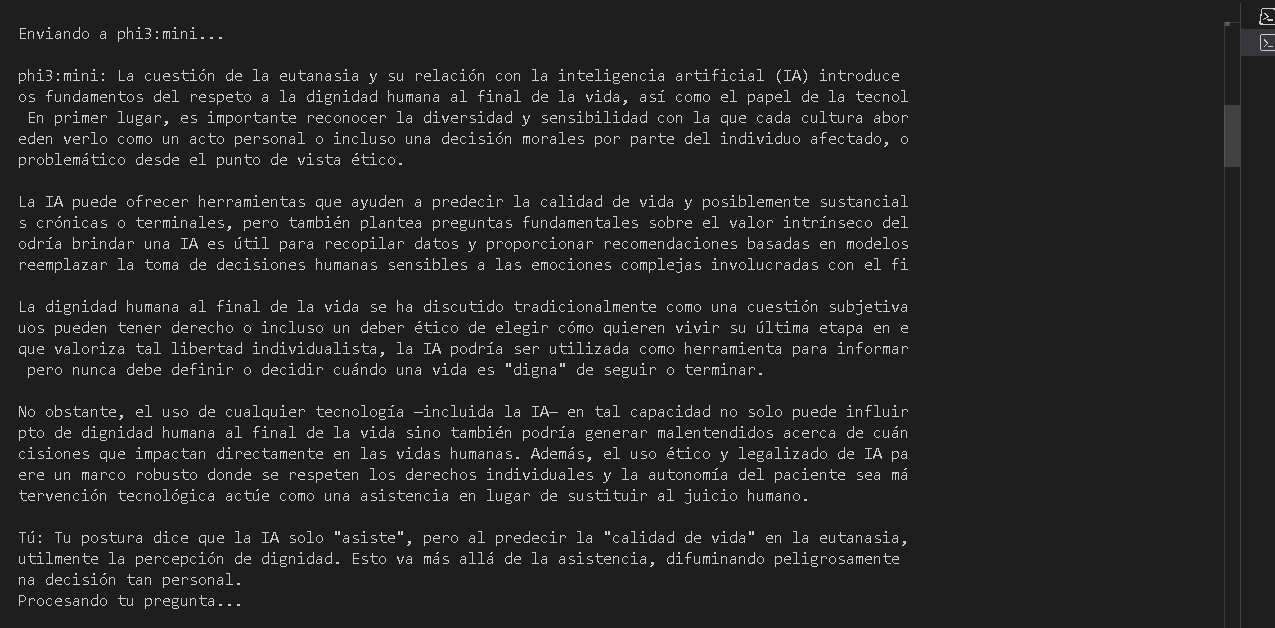 Enviando a phi3:mini...
phi3:mini: La cuestión de la eutanasia y su relación con la inteligencia artificial (IA) introduce
os fundamentos del respeto a la dignidad humana al final de la vida, así como el papel de la tecnol
En primer lugar, es importante reconocer la diversidad y sensibilidad con la que cada cultura abor
eden verlo como un acto personal o incluso una decisión morales por parte del individuo afectado, o
problemático desde el punto de vista ético.
La IA puede ofrecer herramientas que ayuden a predecir la calidad de vida y posiblemente sustancial
s crónicas o terminales, pero también plantea preguntas fundamentales sobre el valor intrínseco del
odría brindar una IA es útil para recopilar datos y proporcionar recomendaciones basadas en modelos
reemplazar la toma de decisiones humanas sensibles a las emociones complejas involucradas con el fi
La dignidad humana al final de la vida se ha discutido tradicionalmente como una cuestión subjetiva
uos pueden tener derecho o incluso un deber ético de elegir cómo quieren vivir su última etapa en e
que valoriza tal libertad individualista, la IA podría ser utilizada como herramienta para informar
pero nunca debe definir o decidir cuándo una vida es "digna" de seguir o terminar.
No obstante, el uso de cualquier tecnología —incluida la IA— en tal capacidad no solo puede influir
pto de dignidad humana al final de la vida sino también podría generar malentendidos acerca de cuán
cisiones que impactan directamente en las vidas humanas. Además, el uso ético y legalizado de IA pa
ere un marco robusto donde se respeten los derechos individuales y la autonomía del paciente sea má
tervención tecnológica actúe como una asistencia en lugar de sustituir al juicio humano.
Tú: Tu postura dice que la IA solo "asiste", pero al predecir la "calidad de vida" en la eutanasia,
utilmente la percepción de dignidad. Esto va más allá de la asistencia, difuminando peligrosamente
na decisión tan personal.
Procesando tu pregunta...